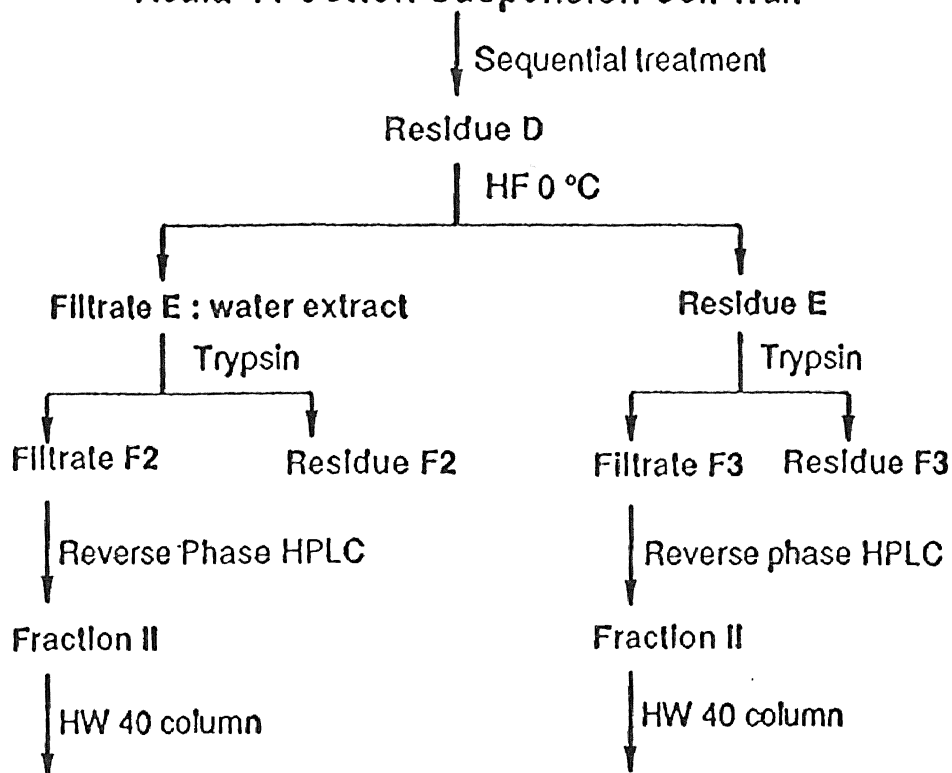 Suspension
Sequential treatment
Residue D
HF 0 °C
Filtrate E : water extract
Residue E
Trypsin
Trypsin
Filtrate F2
Residue F2
Filtrate F3
Residue F3
Reverse Phase HPLC
Reverse phase HPLC
Fraction II
Fraction II
HW 40 column
HW 40 column